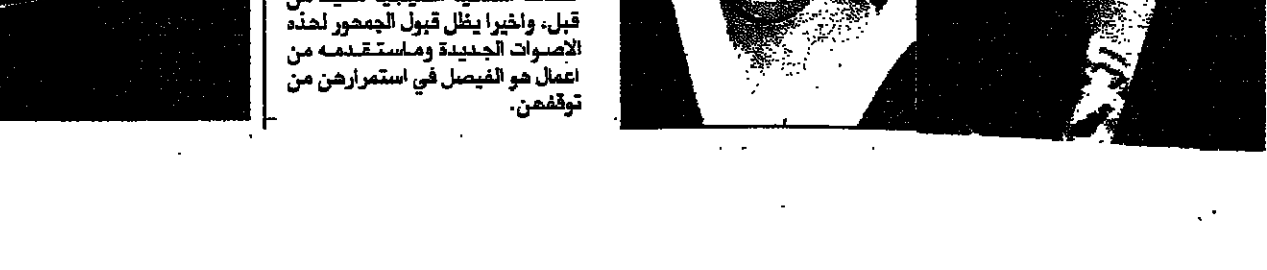 قبل، واخيرا يظل قبول الجمهور لهذه
الاصوات الجديدة وماستقدمه من
اعمال هو الفيصل في استمرارهن من
توقفهن.